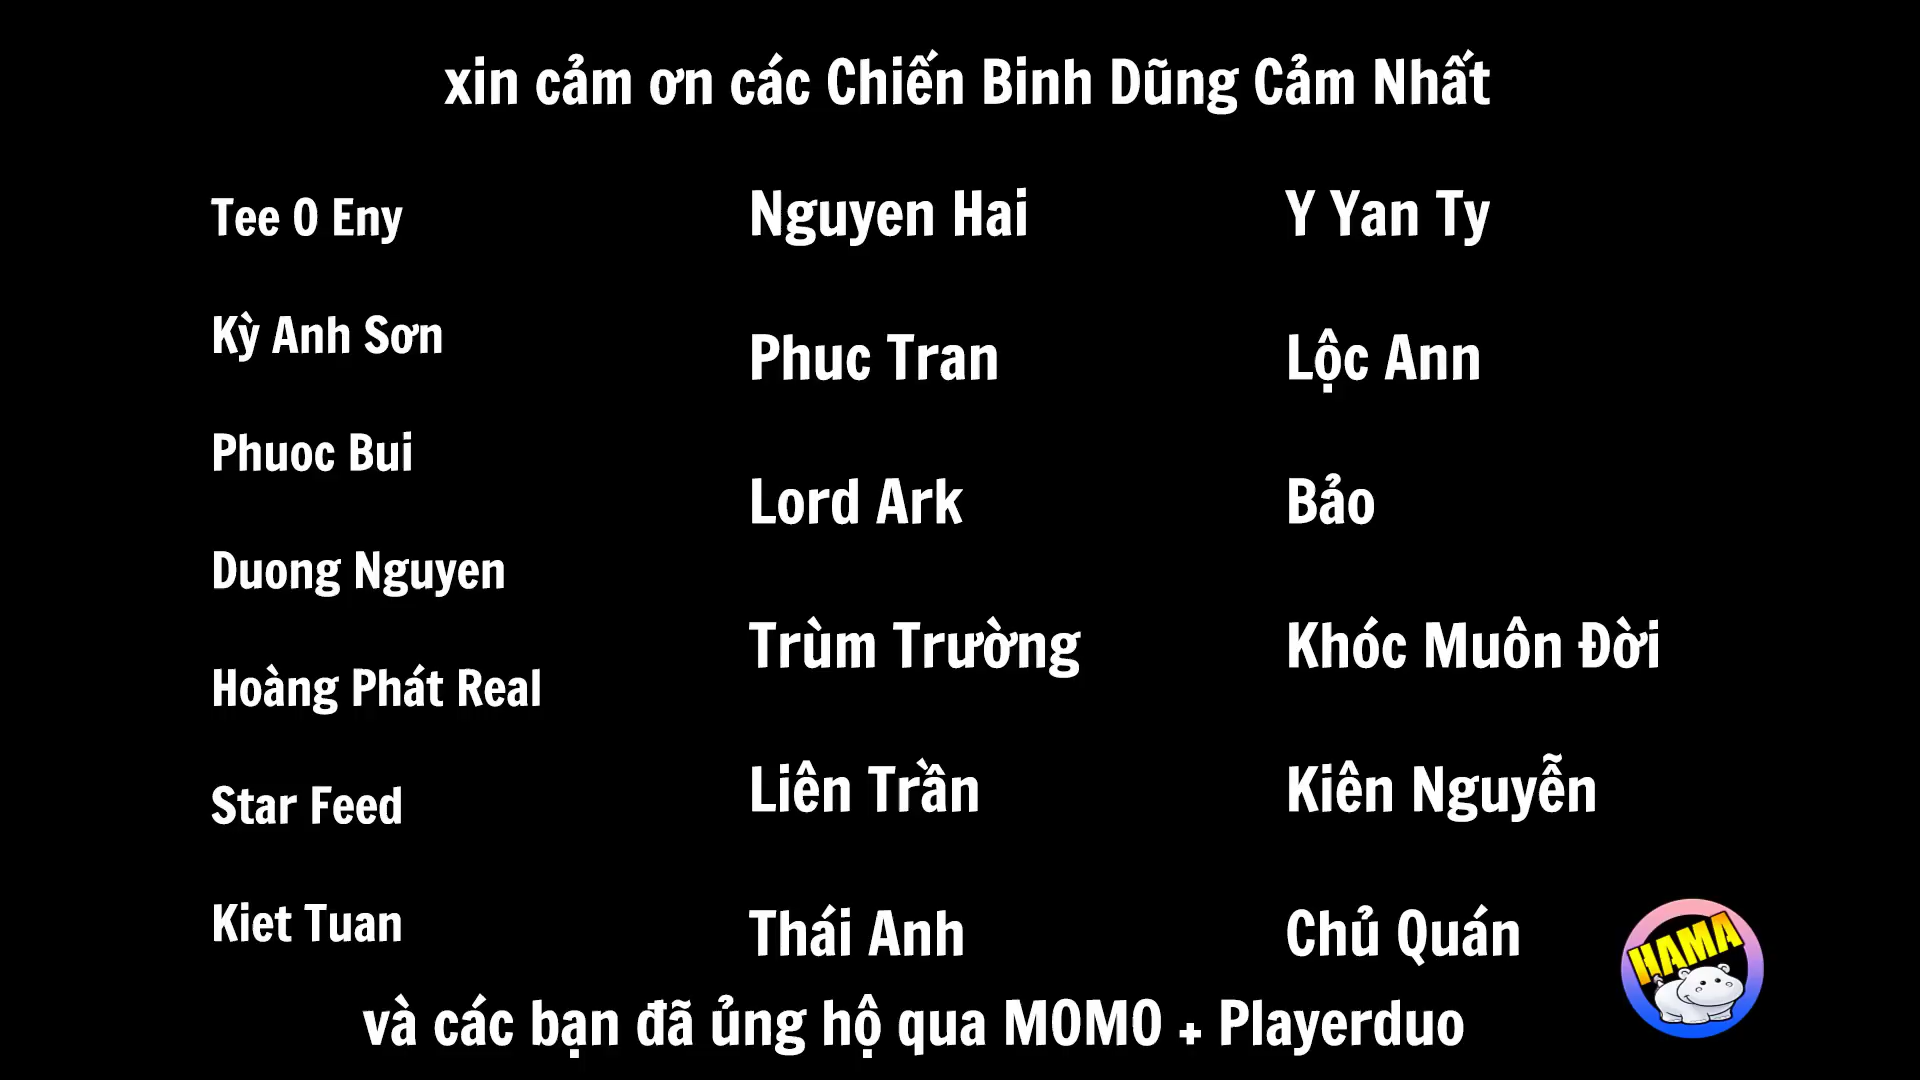 xin cảm ơn các Chiến Binh Dũng Cảm Nhất
Tee O Eny
Kỳ Anh Sơn
Phuoc Bui
Duong Nguyen
Hoàng Phát Real
Star Feed
Kiet Tuan
Nguyen Hai
Phuc Tran
Lord Ark
Trùm Trường
Liên Trần
Thái Anh
Y Yan Ty
Lộc Ann
Bảo
Khóc Muôn Đời
Kiên Nguyễn
Chủ Quán
và các bạn đã ủng hộ qua MOMO + Playerduo
HAMA